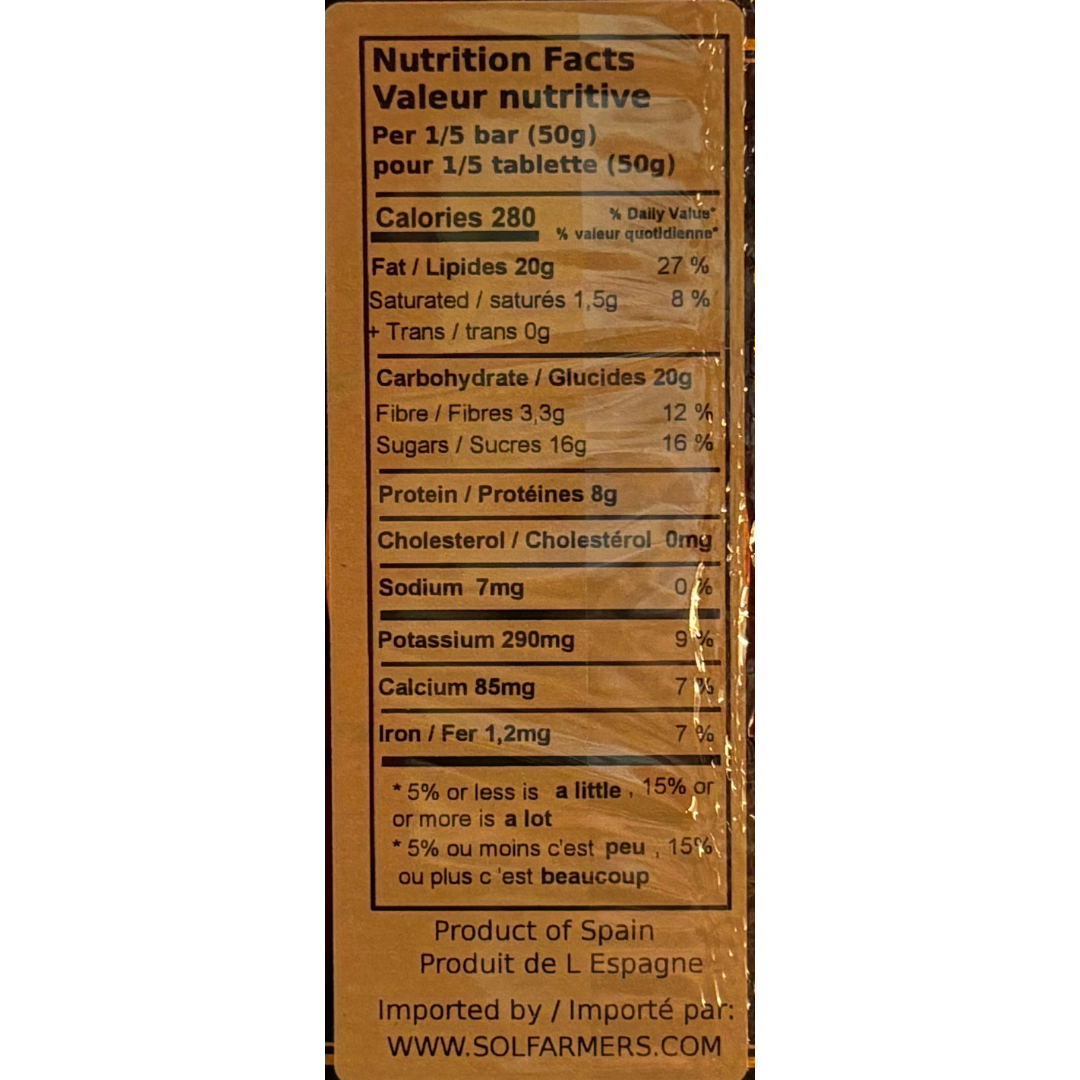 Nutrition Facts
Valeur nutritive
Per 1/5 bar (50g)
pour 1/5 tablette (50g)
Calories 280 % Daily Value*
% valeur quotidienne*
Fat / Lipides 20g 27 %
Saturated / saturés 1,5g 8 %
+ Trans / trans 0g
Carbohydrate / Glucides 20g
Fibre / Fibres 3,3g 12 %
Sugars / Sucres 16g 16 %
Protein / Protéines 8g
Cholesterol / Cholestérol 0mg
Sodium 7mg 0 %
Potassium 290mg 9 %
Calcium 85mg 7 %
Iron / Fer 1,2mg 7 %
* 5% or less is a little , 15% or
or more is a lot
* 5% ou moins c'est peu , 15%
ou plus c 'est beaucoup
Product of Spain
Produit de L Espagne
Imported by / Importé par:
WWW.SOLFARMERS.COM